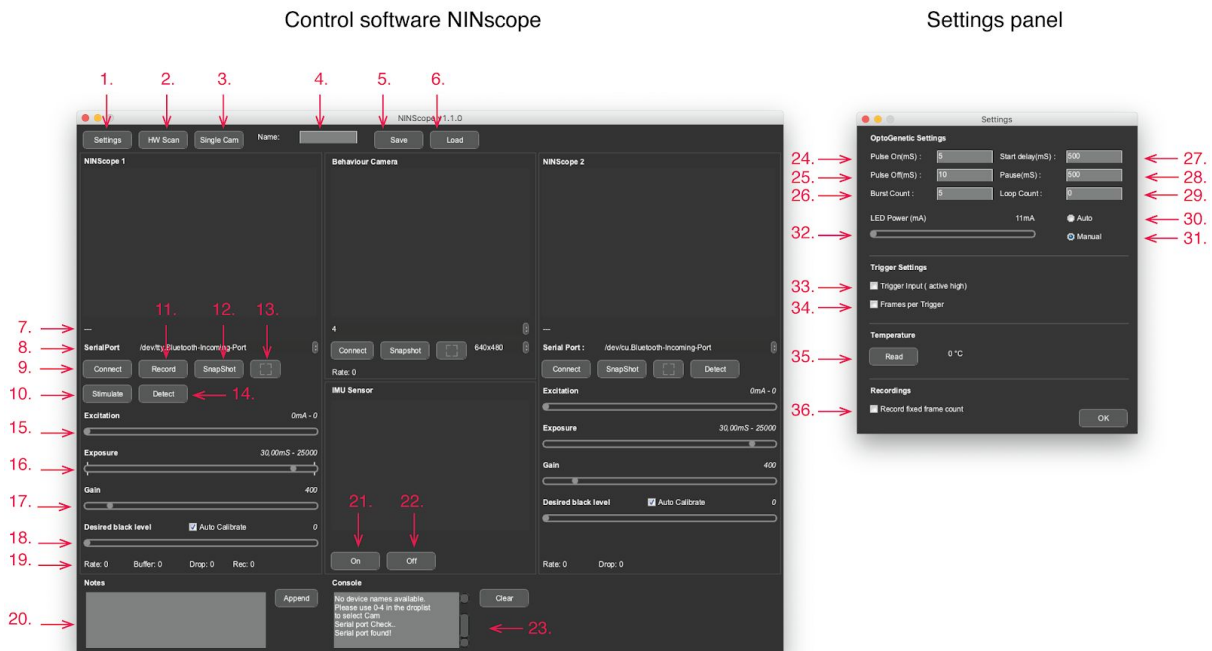 Control software NINscope
Settings panel
1. 2. 3. 4. 5. 6.
NINScope v1.1.0
Settings HW Scan Single Cam Name: Save Load
NINScope 1
Behaviour Camera
NINScope 2
11. 12. 13.
7. ---
4
---
8. SerialPort /dev/tty.Bluetooth-Incoming-Port
Connect Snapshot 640x480
Serial Port : /dev/cu.Bluetooth-Incoming-Port
9. Connect Record SnapShot
Rate: 0
Connect SnapShot Detect
10. Stimulate Detect 14.
IMU Sensor
Excitation 0mA - 0
15.
Exposure 30,00mS - 25000
16.
Gain 400
17.
Desired black level Auto Calibrate 0
18.
19. Rate: 0 Buffer: 0 Drop: 0 Rec: 0
21. 22.
On Off
Excitation 0mA - 0
Exposure 30,00mS - 25000
Gain 400
Desired black level Auto Calibrate 0
Rate: 0 Drop: 0
Notes
Append
20.
Console
No device names available.
Please use 0-4 in the droplist
to select Cam
Serial port Check..
Serial port found!
Clear
23.
Settings
OptoGenetic Settings
24. Pulse On(mS) : 5 Start delay(mS) : 500 27.
25. Pulse Off(mS) : 10 Pause(mS) : 500 28.
26. Burst Count : 5 Loop Count : 0 29.
LED Power (mA) 11mA Auto 30.
32. Manual 31.
Trigger Settings
33. Trigger Input ( active high)
34. Frames per Trigger
Temperature
35. Read 0 °C
Recordings
36. Record fixed frame count
OK